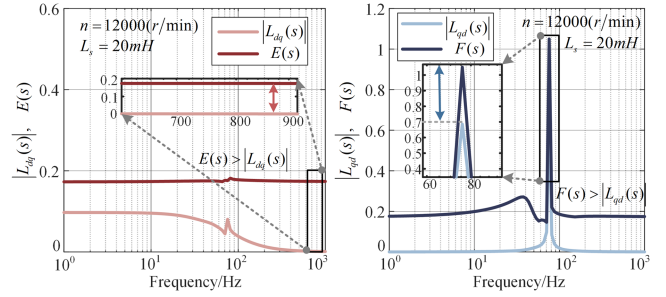 n = 12000(r/min)
L_s = 20mH
|L_dq(s)|
E(s)
0.6
0.4
0.2
0
|L_dq(s)|, E(s)
0.2
0.1
0
700
800
900
E(s) > |L_dq(s)|
10^0
10^1
10^2
10^3
Frequency/Hz
|L_qd(s)|
F(s)
n = 12000(r/min)
L_s = 20mH
1.2
1
0.8
0.6
0.4
0.2
0
|L_qd(s)|, F(s)
1
0.9
0.8
0.7
0.6
0.5
0.4
60
80
F(s) > |L_qd(s)|
10^0
10^1
10^2
10^3
Frequency/Hz